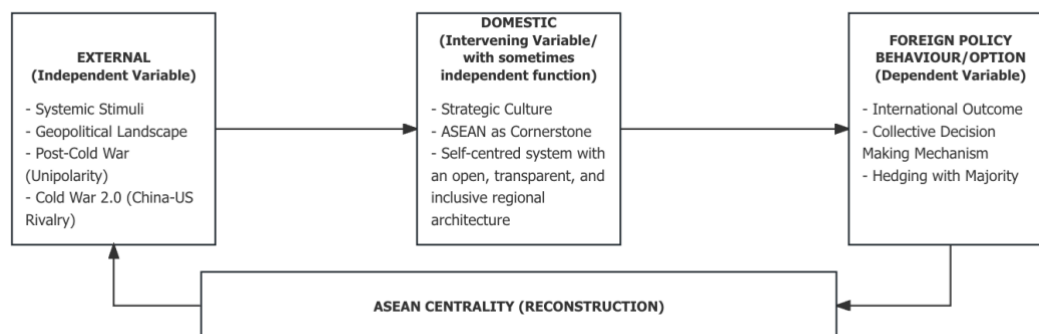 EXTERNAL
(Independent Variable)
- Systemic Stimuli
- Geopolitical Landscape
- Post-Cold War
(Unipolarity)
- Cold War 2.0 (China-US
Rivalry)
DOMESTIC
(Intervening Variable/
with sometimes
independent function)
- Strategic Culture
- ASEAN as Cornerstone
- Self-centred system with
an open, transparent, and
inclusive regional
architecture
FOREIGN POLICY
BEHAVIOUR/OPTION
(Dependent Variable)
- International Outcome
- Collective Decision
Making Mechanism
- Hedging with Majority
ASEAN CENTRALITY (RECONSTRUCTION)